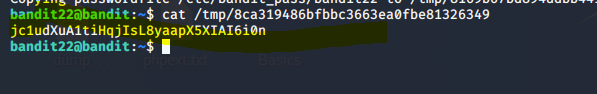 bandit22@bandit:~$ cat /tmp/8ca319486bfbbc3663ea0fbe81326349
jc1udXuA1tiHqjIsL8yaapX5XIAI6i0n
bandit22@bandit:~$